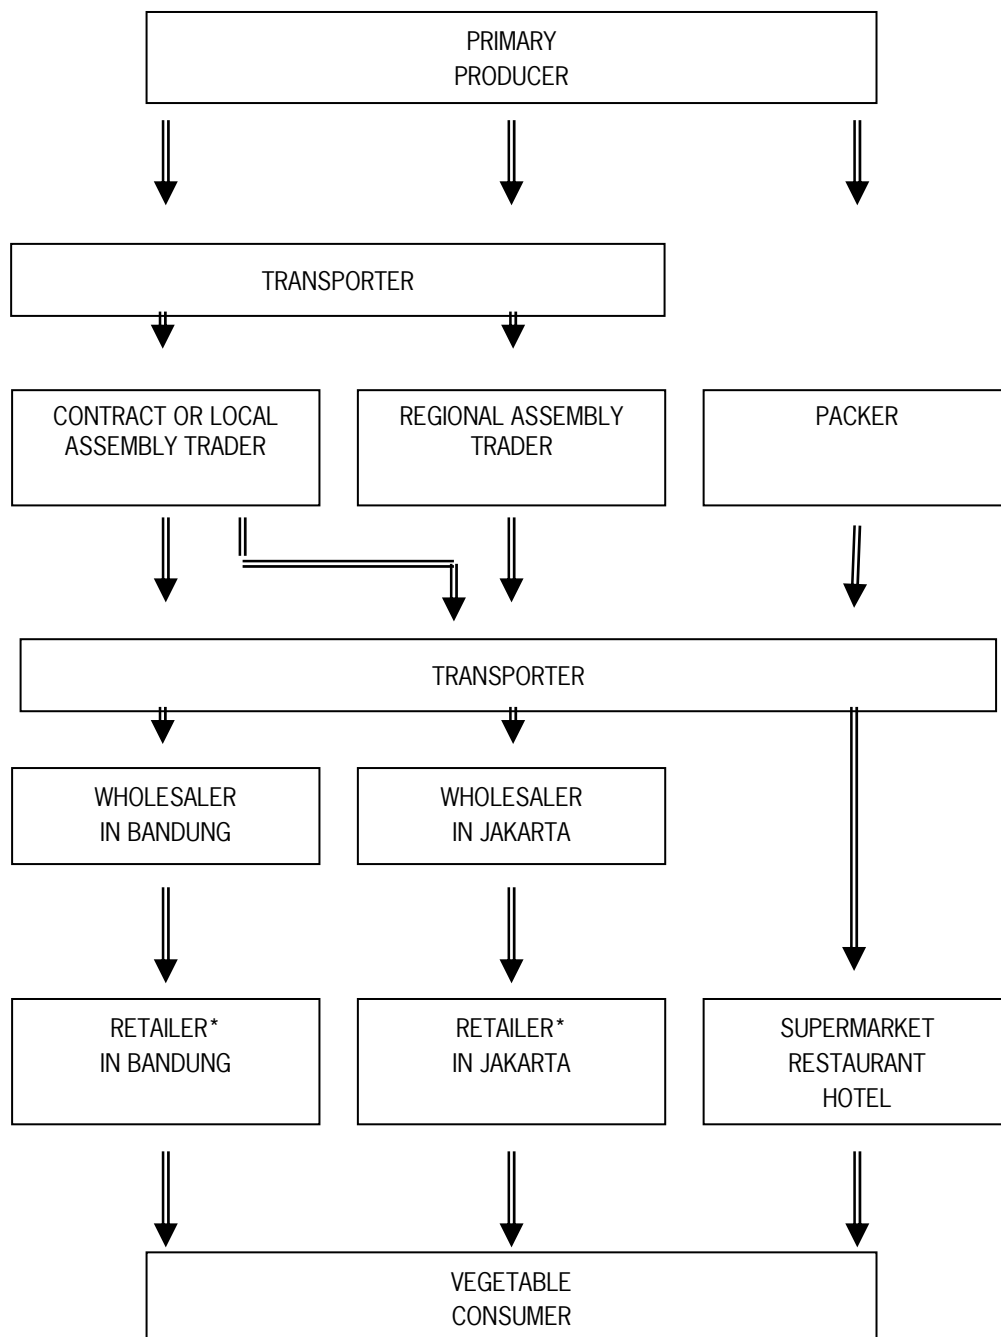 PRIMARY
PRODUCER
TRANSPORTER
CONTRACT OR LOCAL
ASSEMBLY TRADER
REGIONAL ASSEMBLY
TRADER
PACKER
TRANSPORTER
WHOLESALER
IN BANDUNG
WHOLESALER
IN JAKARTA
RETAILER*
IN BANDUNG
RETAILER*
IN JAKARTA
SUPERMARKET
RESTAURANT
HOTEL
VEGETABLE
CONSUMER